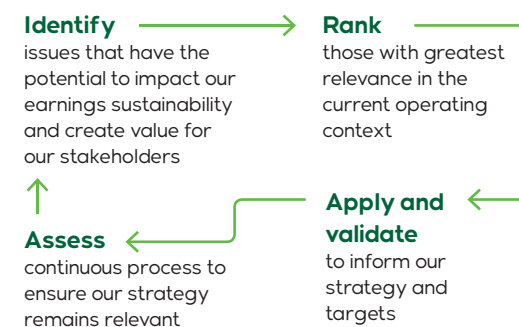 Identify
issues that have the
potential to impact our
earnings sustainability
and create value for
our stakeholders
Rank
those with greatest
relevance in the
current operating
context
Apply and
validate
to inform our
strategy and
targets
Assess
continuous process to
ensure our strategy
remains relevant